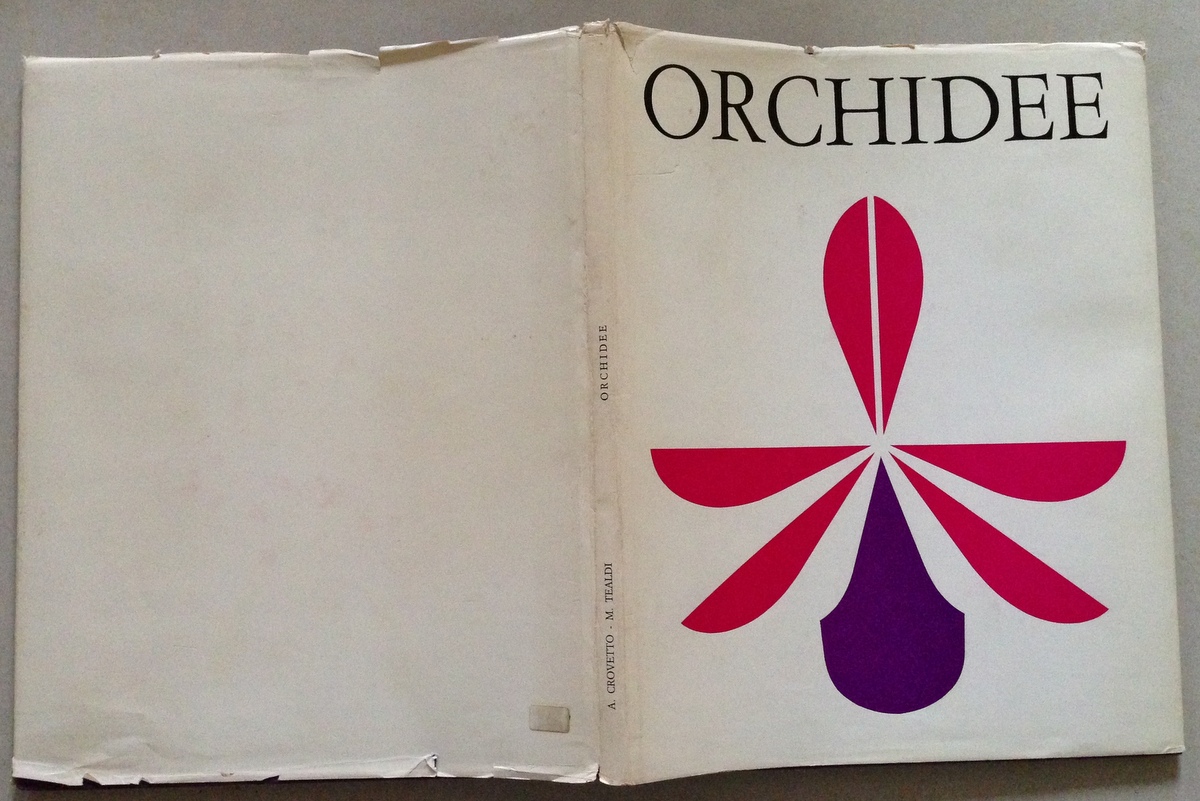 ORCHIDEE
ORCHIDEE
A. CROVETTO - M. TEALDI